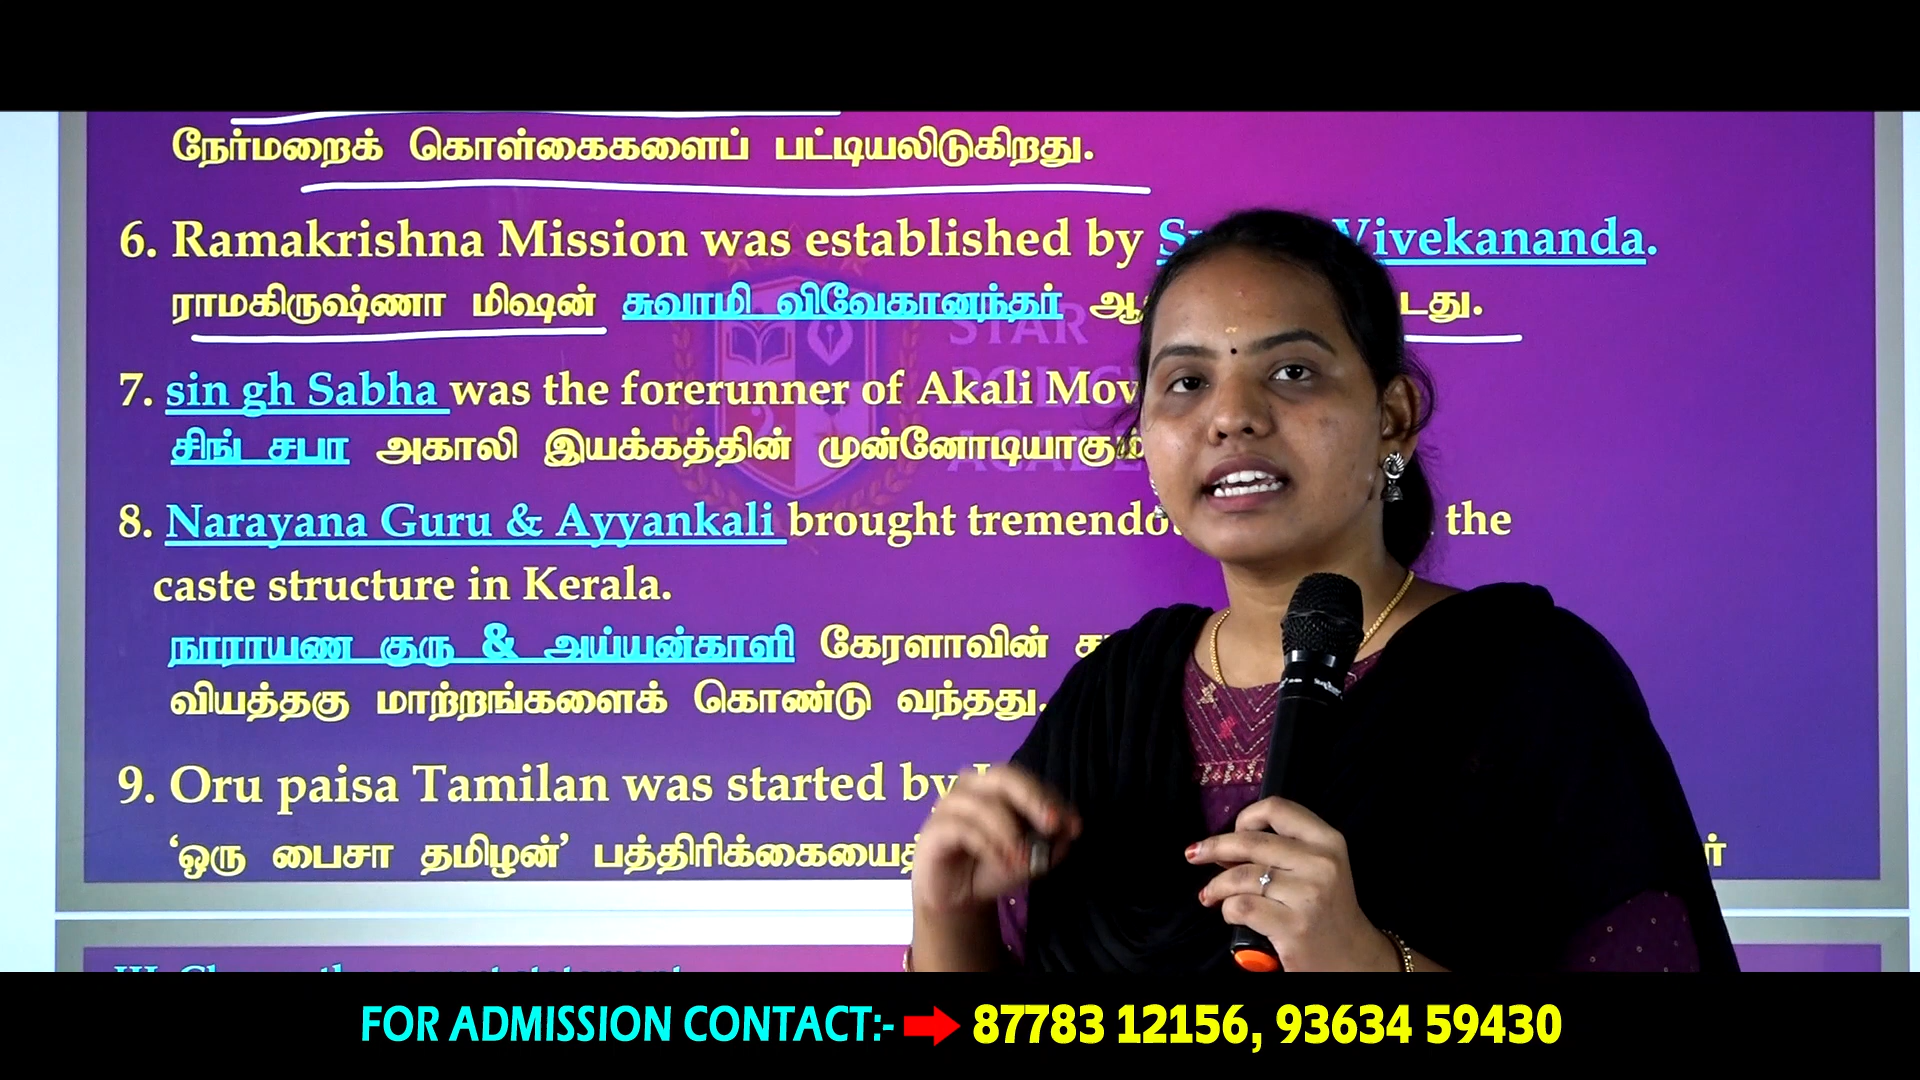 நேர்மறைக் கொள்கைகளைப் பட்டியலிடுகிறது.
6. Ramakrishna Mission was established by Vivekananda.
ராமகிருஷ்ணா மிஷன் சுவாமி விவேகானந்தர் டது.
STAR
7. sin gh Sabha was the forerunner of Akali
சிங் சபா அகாலி இயக்கத்தின் முன்னோடியாகும்
8. Narayana Guru & Ayyankali brought the
caste structure in Kerala.
நாராயண குரு & அய்யன்காளி கேரளாவின்
வியத்தகு மாற்றங்களைக் கொண்டு வந்தது.
9. Oru paisa Tamilan was started by
‘ஒரு பைசா தமிழன்’
FOR ADMISSION CONTACT:- 87783 12156, 93634 59430